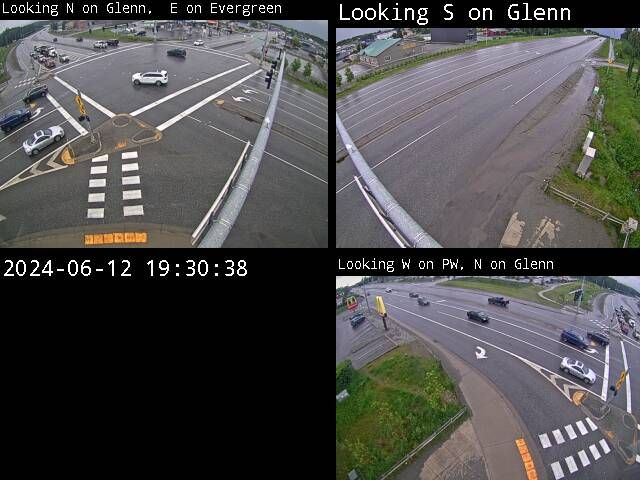 Looking N on Glenn, E on Evergreen
Looking S on Glenn
2024-06-12 19:30:38
Looking W on PW, N on Glenn